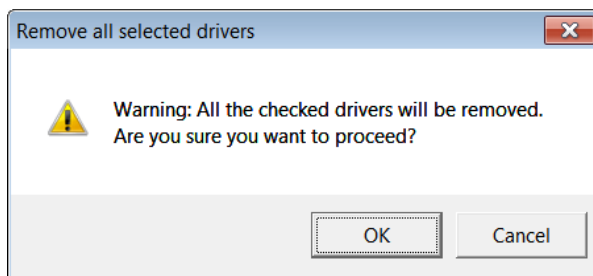 Remove all selected drivers
Warning: All the checked drivers will be removed.
Are you sure you want to proceed?
OK
Cancel